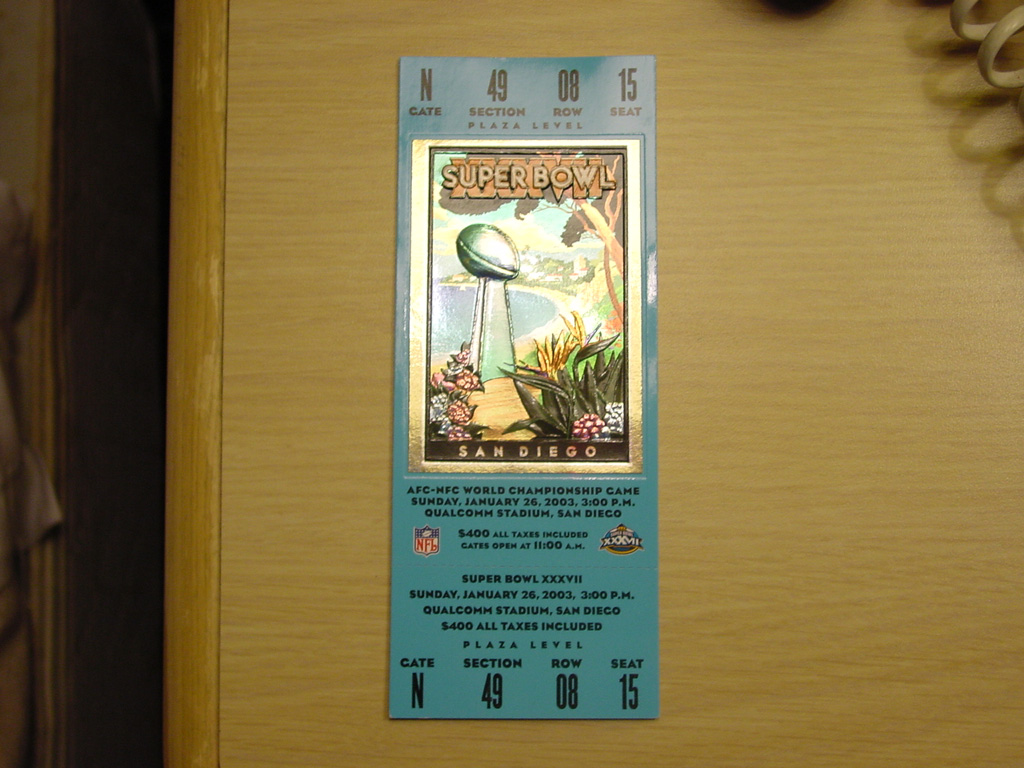 N 49 08 15
GATE SECTION ROW SEAT
PLAZA LEVEL
SUPER BOWL
XXXVII
SAN DIEGO
AFC-NFC WORLD CHAMPIONSHIP GAME
SUNDAY, JANUARY 26, 2003, 3:00 P.M.
QUALCOMM STADIUM, SAN DIEGO
NFL
$400 ALL TAXES INCLUDED
GATES OPEN AT 11:00 A.M.
XXXVII
SUPER BOWL XXXVII
SUNDAY, JANUARY 26, 2003, 3:00 P.M.
QUALCOMM STADIUM, SAN DIEGO
$400 ALL TAXES INCLUDED
PLAZA LEVEL
GATE SECTION ROW SEAT
N 49 08 15